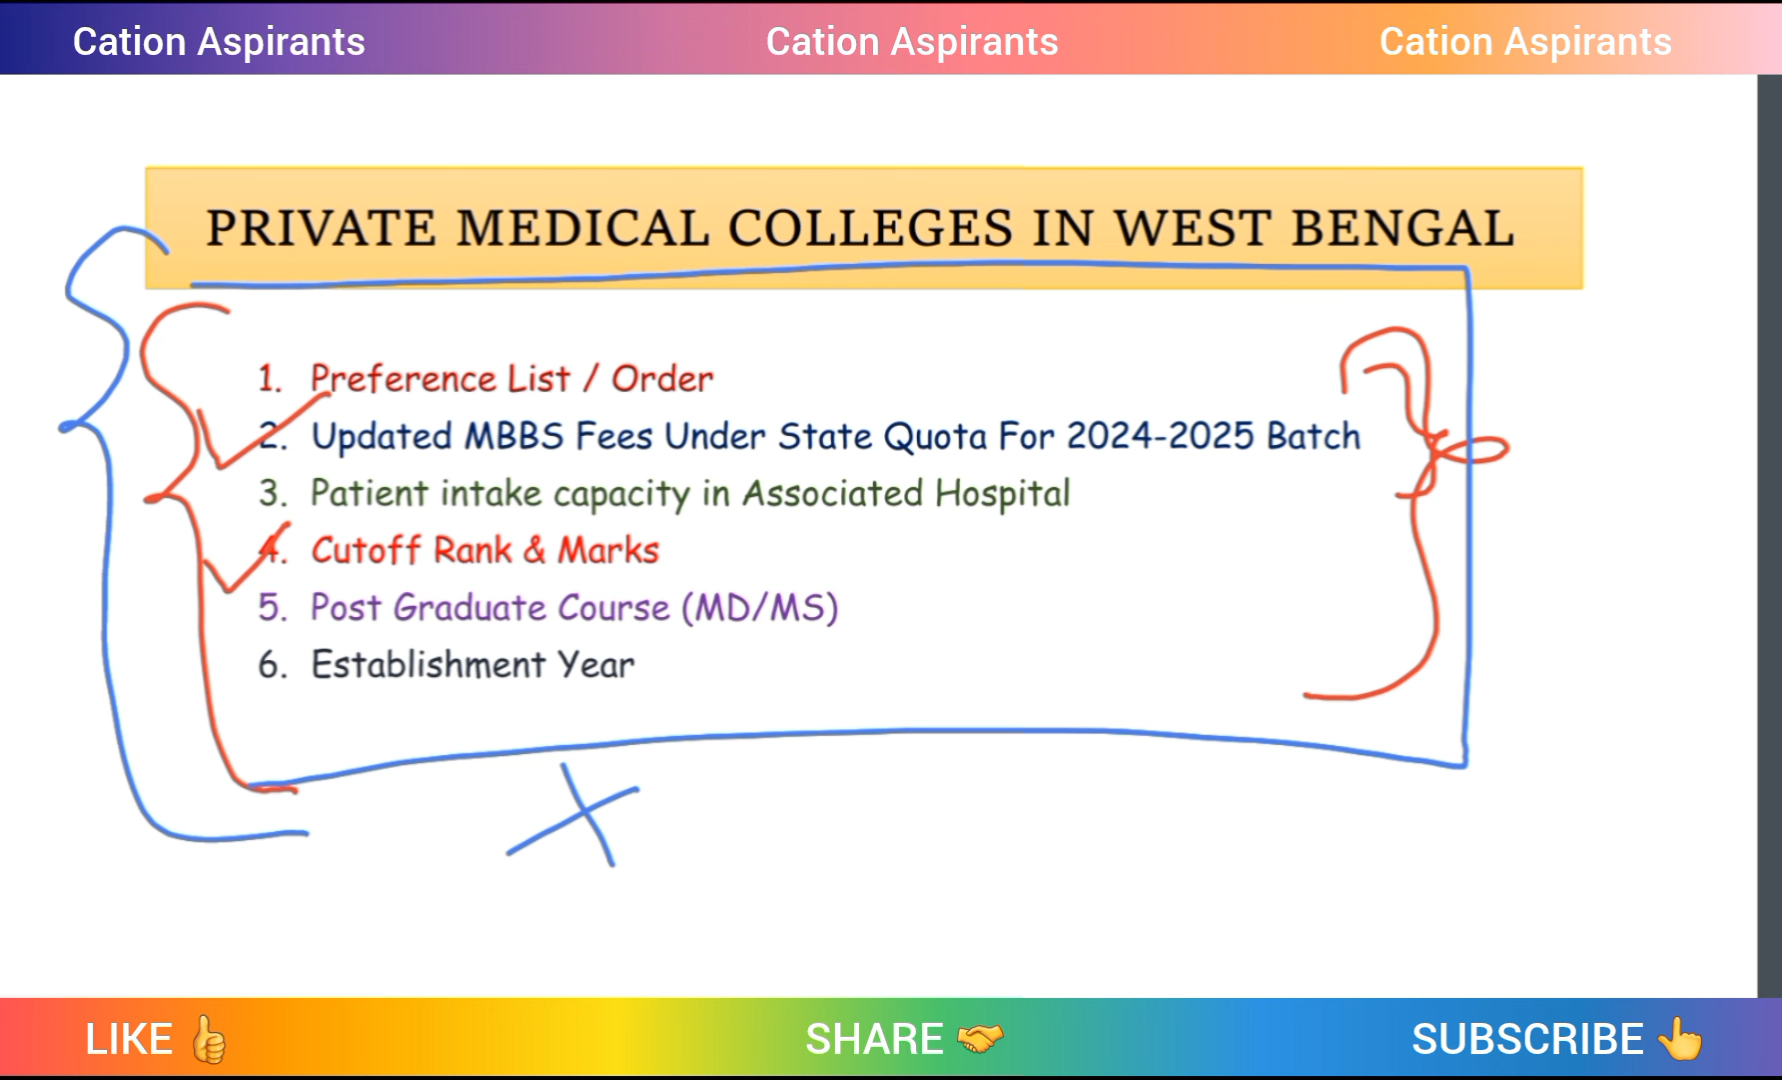 Cation Aspirants Cation Aspirants Cation Aspirants
PRIVATE MEDICAL COLLEGES IN WEST BENGAL
1. Preference List / Order
2. Updated MBBS Fees Under State Quota For 2024-2025 Batch
3. Patient intake capacity in Associated Hospital
4. Cutoff Rank & Marks
5. Post Graduate Course (MD/MS)
6. Establishment Year
LIKE 👍 SHARE 🤝 SUBSCRIBE 👆